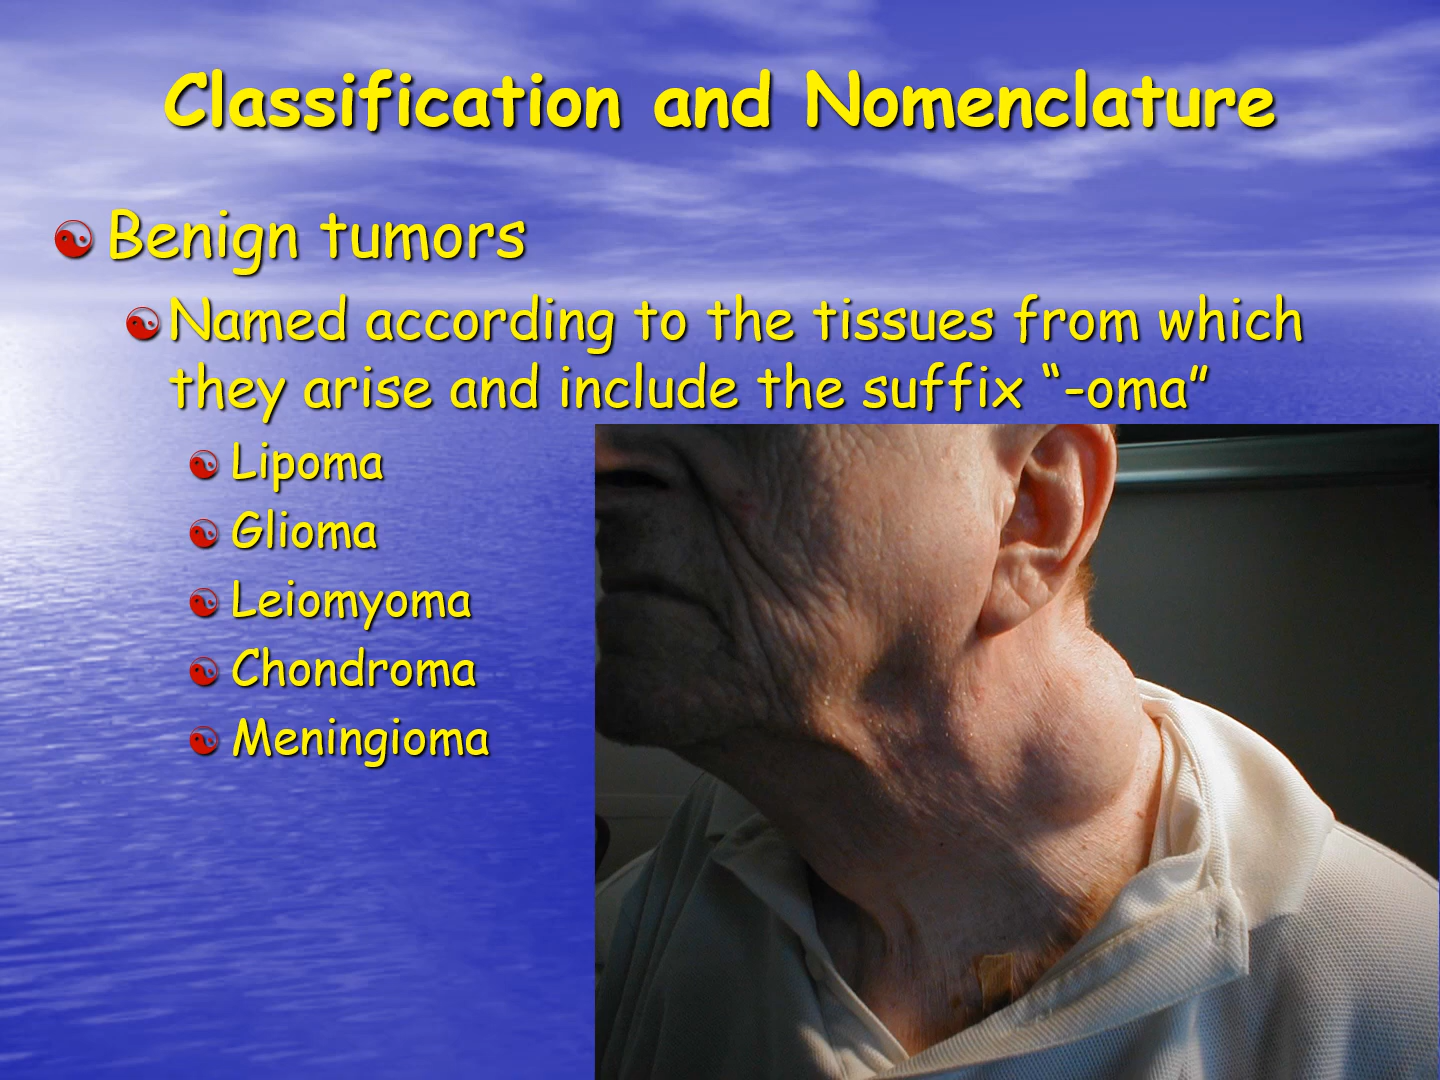 Classification and Nomenclature
Benign tumors
Named according to the tissues from which
they arise and include the suffix “-oma”
Lipoma
Glioma
Leiomyoma
Chondroma
Meningioma